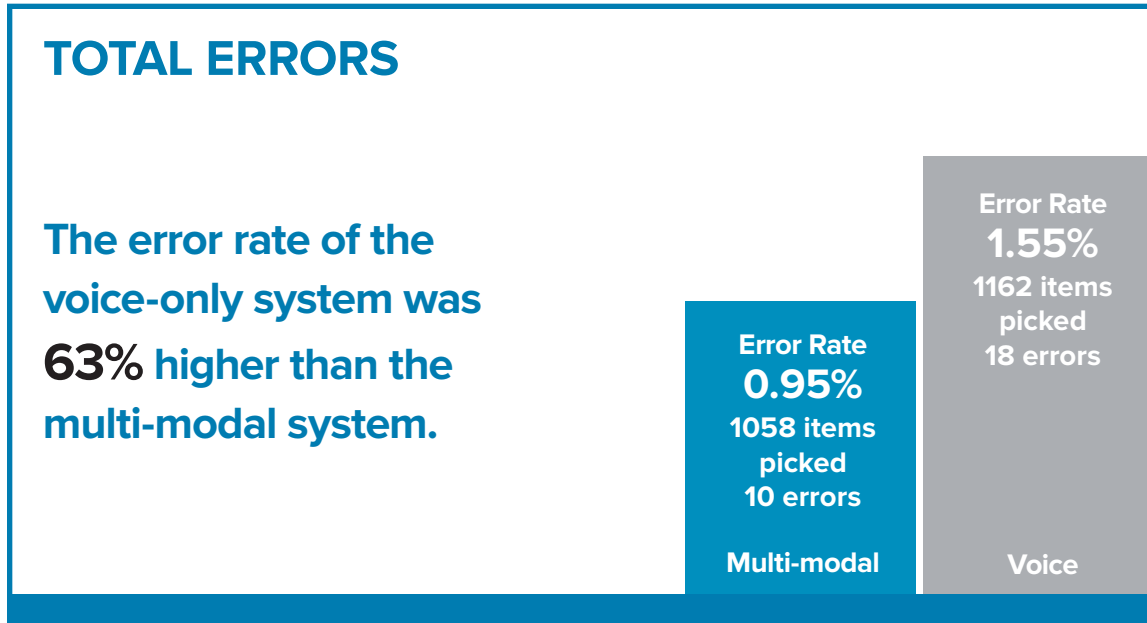 TOTAL ERRORS
The error rate of the
voice-only system was
63% higher than the
multi-modal system.
Error Rate
0.95%
1058 items
picked
10 errors
Multi-modal
Error Rate
1.55%
1162 items
picked
18 errors
Voice